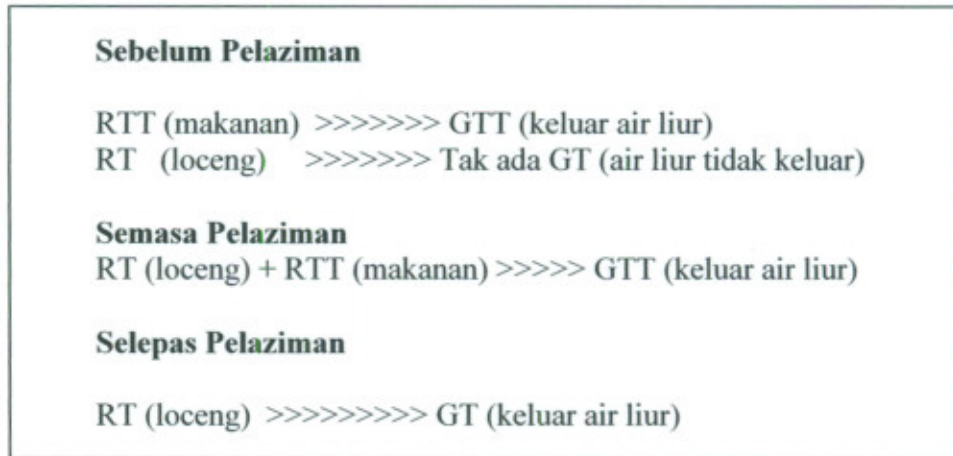 Sebelum Pelaziman
RTT (makanan) >>>>>>> GTT (keluar air liur)
RT (loceng) >>>>>>> Tak ada GT (air liur tidak keluar)
Semasa Pelaziman
RT (loceng) + RTT (makanan) >>>>> GTT (keluar air liur)
Selepas Pelaziman
RT (loceng) >>>>>>>>> GT (keluar air liur)